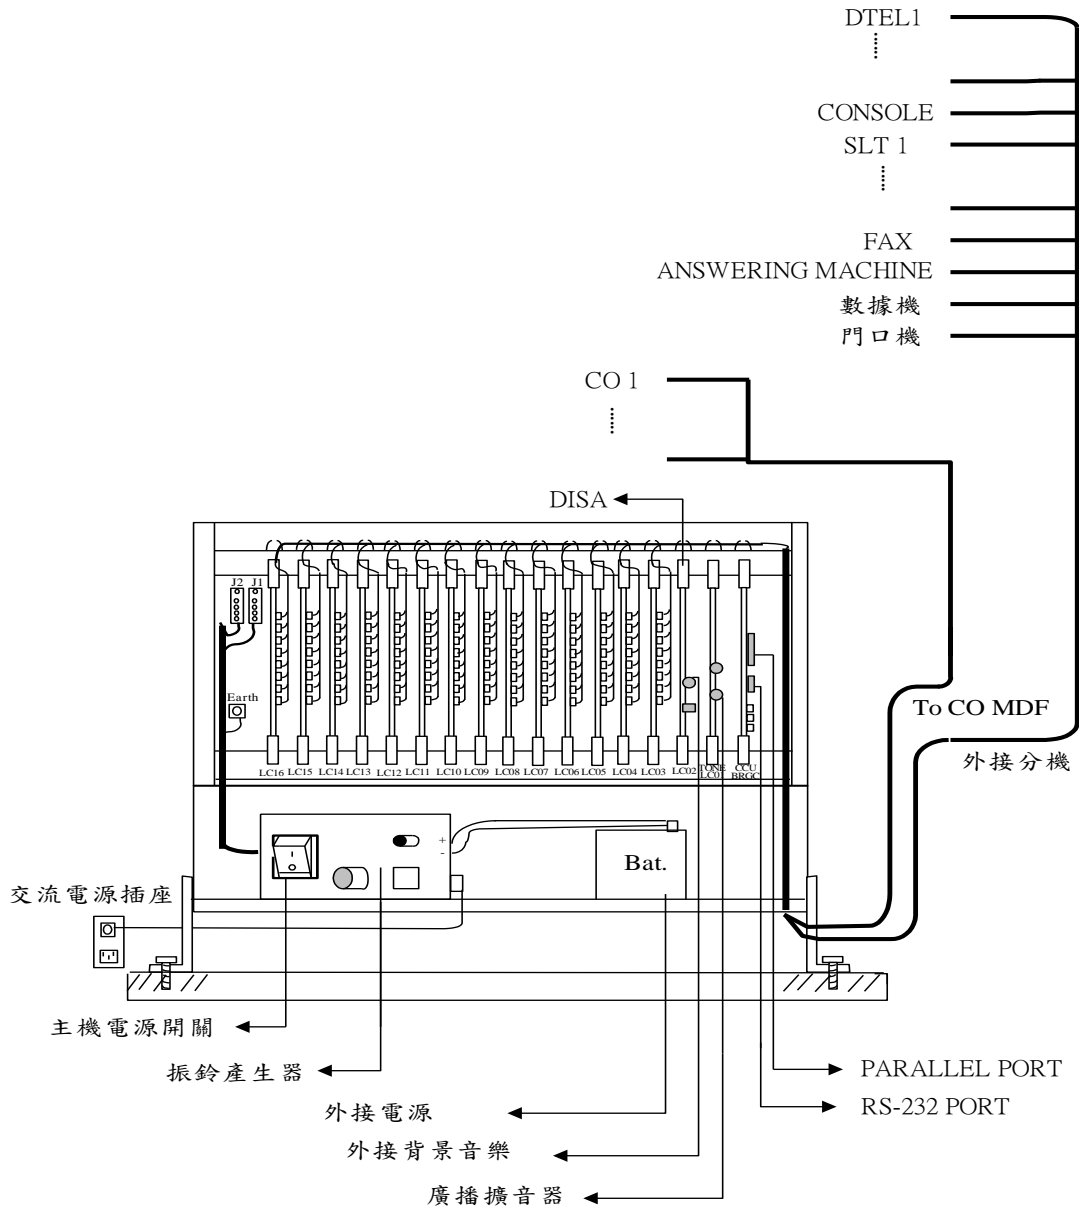 DTEL1
CONSOLE
SLT 1
FAX
ANSWERING MACHINE
數據機
門口機
CO 1
DISA
J2 J1
Earth
To CO MDF
外接分機
LC16 LC15 LC14 LC13 LC12 LC11 LC10 LC09 LC08 LC07 LC06 LC05 LC04 LC03 LC02 TONE CCU
LC01 BRGC
+
-
Bat.
交流電源插座
主機電源開關
振鈴產生器
PARALLEL PORT
外接電源
RS-232 PORT
外接背景音樂
廣播擴音器